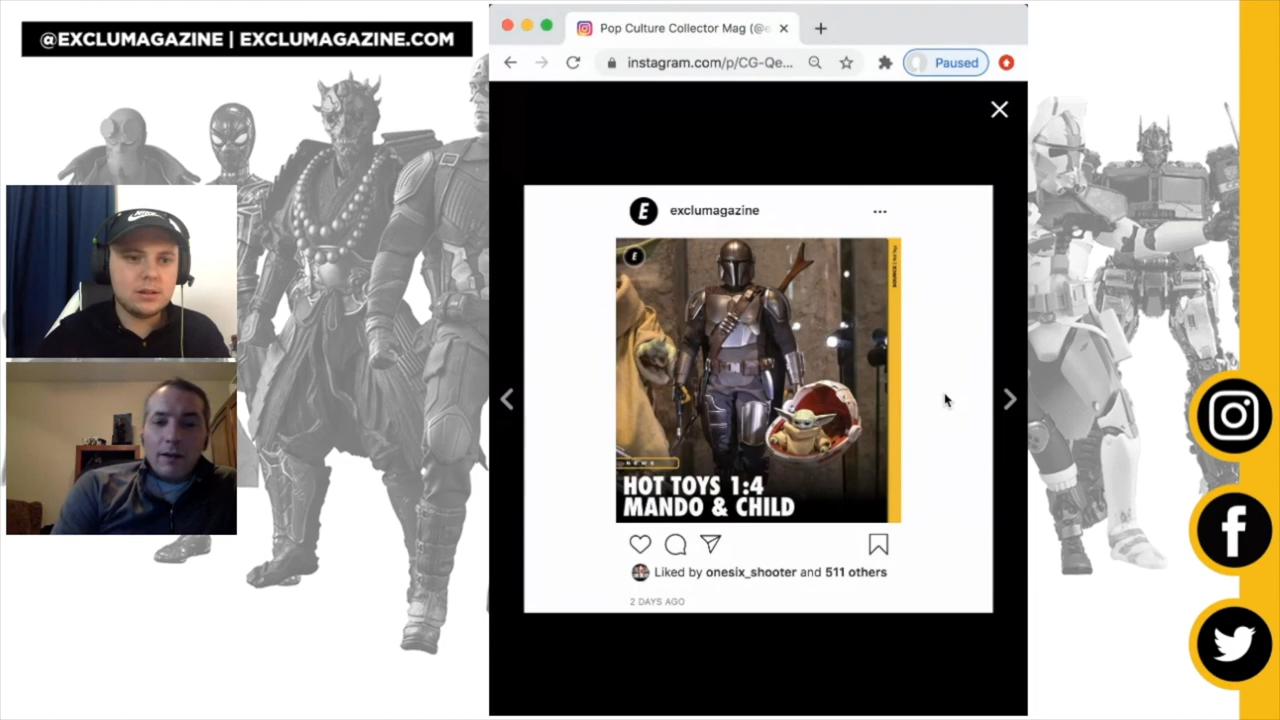 @EXCLUMAGAZINE | EXCLUMAGAZINE.COM
Pop Culture Collector Mag (@e
instagram.com/p/CG-Qe...
Paused
E exclumagazine
E
NEWS
HOT TOYS 1:4
MANDO & CHILD
Liked by onesix_shooter and 511 others
2 DAYS AGO